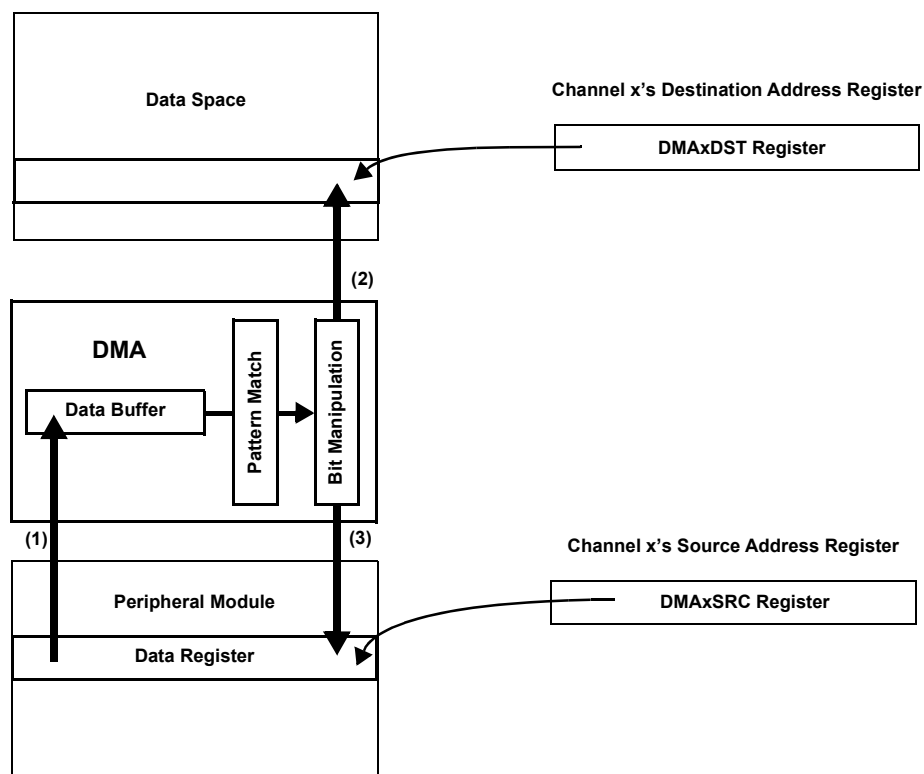 Data Space
Channel x's Destination Address Register
DMAxDST Register
(2)
DMA
Data Buffer
Pattern Match
Bit Manipulation
(1)
(3)
Channel x's Source Address Register
Peripheral Module
DMAxSRC Register
Data Register